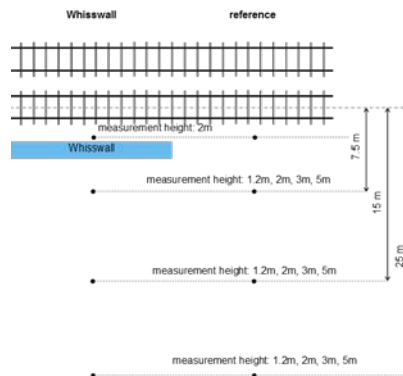 Whisswall reference
measurement height: 2m
Whisswall
7.5 m
measurement height: 1.2m, 2m, 3m, 5m
15 m
25 m
measurement height: 1.2m, 2m, 3m, 5m
measurement height: 1.2m, 2m, 3m, 5m